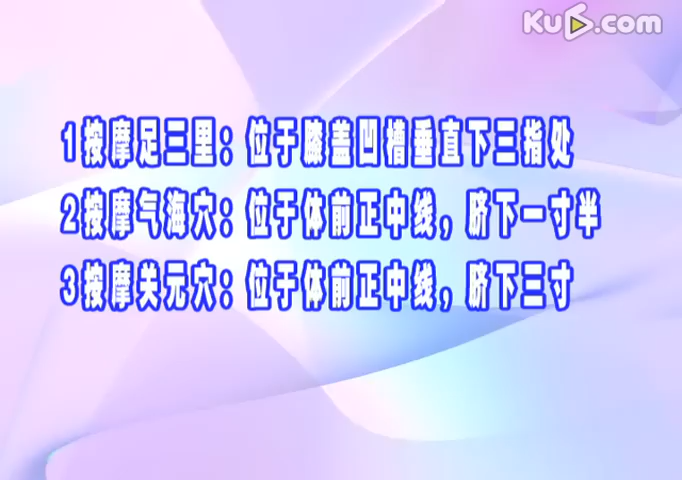 Ku6.com
1按摩足三里：位于膝盖凹槽垂直下三指处
2按摩气海穴：位于体前正中线，脐下一寸半
3按摩关元穴：位于体前正中线，脐下三寸